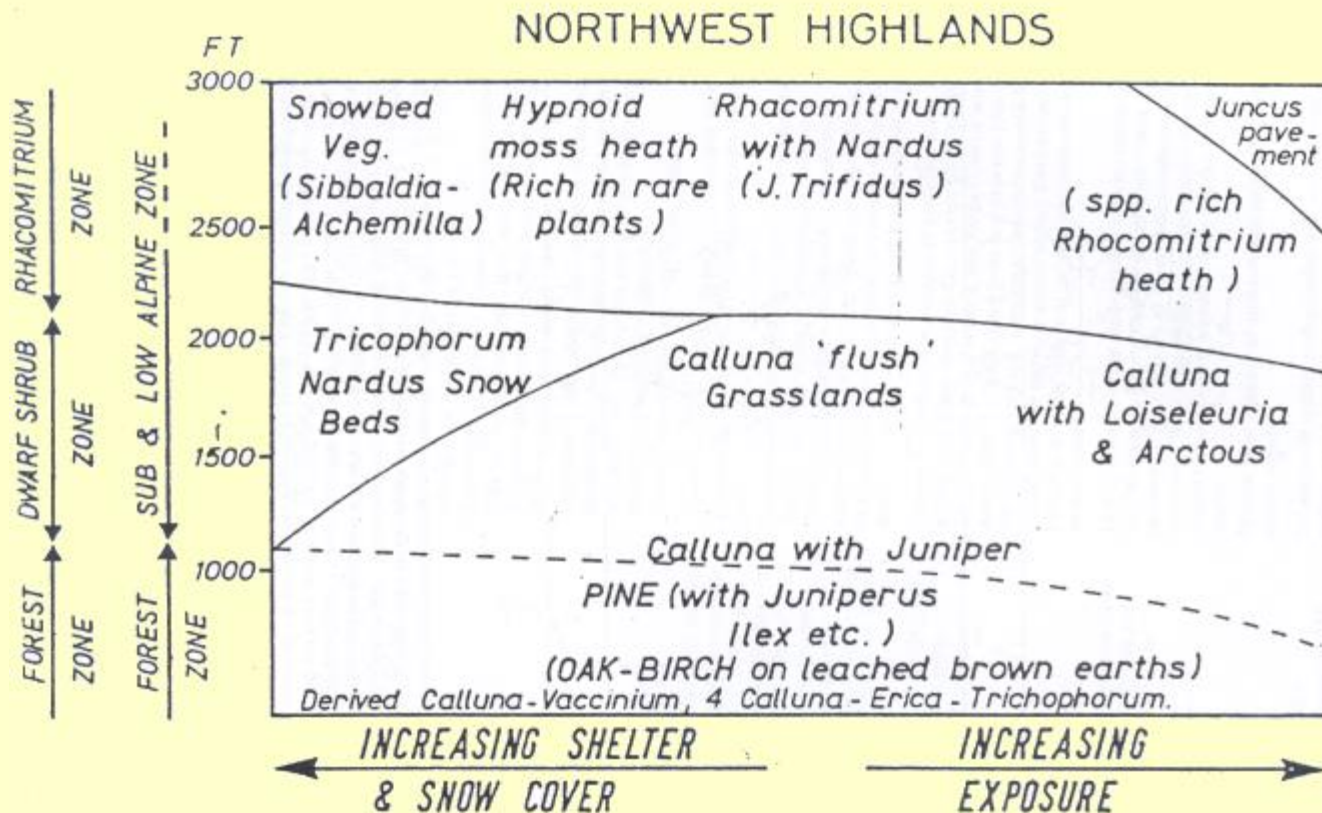 NORTHWEST HIGHLANDS
FT
3000
2500
2000
1500
1000
RHACOMITRIUM
ZONE
DWARF SHRUB
ZONE
FOREST
ZONE
SUB & LOW ALPINE ZONE
FOREST
ZONE
Snowbed
Veg.
(Sibbaldia-
Alchemilla)
Hypnoid
moss heath
(Rich in rare
plants)
Rhacomitrium
with Nardus
(J.Trifidus)
Juncus
pave-
ment
(spp. rich
Rhocomitrium
heath)
Tricophorum
Nardus Snow
Beds
Calluna 'flush'
Grasslands
Calluna
with Loiseleuria
& Arctous
Calluna with Juniper
PINE (with Juniperus
Ilex etc.)
(OAK-BIRCH on leached brown earths)
Derived Calluna-Vaccinium, 4 Calluna-Erica-Trichophorum.
INCREASING SHELTER
& SNOW COVER
INCREASING
EXPOSURE